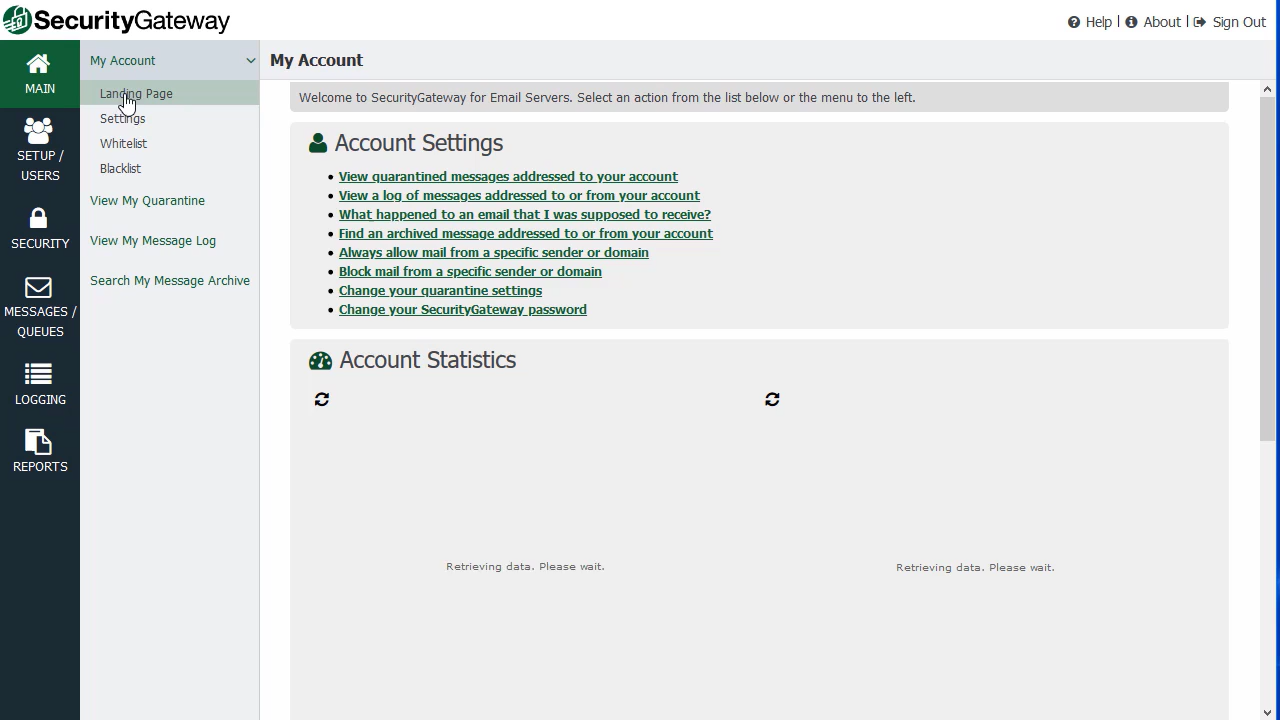 SecurityGateway
Help | About | Sign Out
MAIN
SETUP /
USERS
SECURITY
MESSAGES /
QUEUES
LOGGING
REPORTS
My Account
Landing Page
Settings
Whitelist
Blacklist
View My Quarantine
View My Message Log
Search My Message Archive
My Account
Welcome to SecurityGateway for Email Servers. Select an action from the list below or the menu to the left.
Account Settings
View quarantined messages addressed to your account
View a log of messages addressed to or from your account
What happened to an email that I was supposed to receive?
Find an archived message addressed to or from your account
Always allow mail from a specific sender or domain
Block mail from a specific sender or domain
Change your quarantine settings
Change your SecurityGateway password
Account Statistics
Retrieving data. Please wait.
Retrieving data. Please wait.